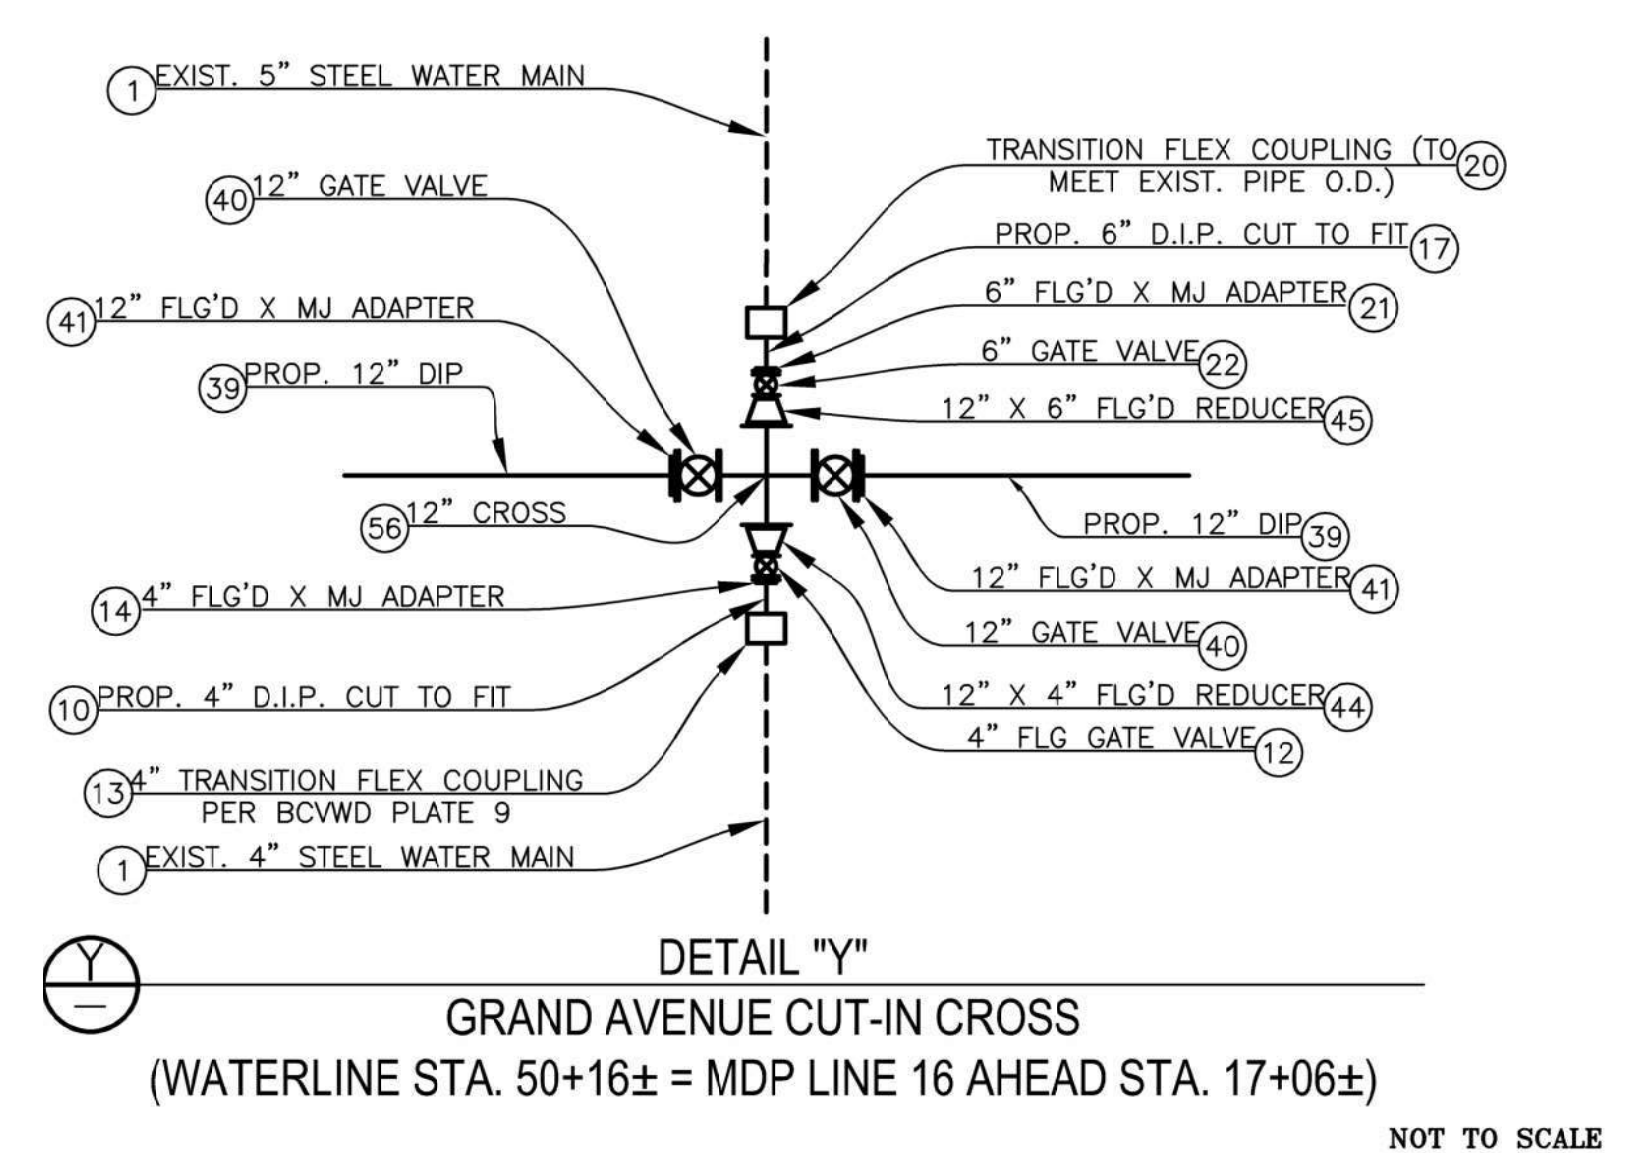 1 EXIST. 5” STEEL WATER MAIN
TRANSITION FLEX COUPLING (TO 20
MEET EXIST. PIPE O.D.)
40 12” GATE VALVE
PROP. 6” D.I.P. CUT TO FIT 17
41 12” FLG’D X MJ ADAPTER
6” FLG’D X MJ ADAPTER 21
6” GATE VALVE 22
39 PROP. 12” DIP
12” X 6” FLG’D REDUCER 45
56 12” CROSS
PROP. 12” DIP 39
12” FLG’D X MJ ADAPTER 41
14 4” FLG’D X MJ ADAPTER
12” GATE VALVE 40
10 PROP. 4” D.I.P. CUT TO FIT
12” X 4” FLG’D REDUCER 44
4” FLG GATE VALVE 12
13 4” TRANSITION FLEX COUPLING
PER BCVWD PLATE 9
1 EXIST. 4” STEEL WATER MAIN
Y
—
DETAIL "Y"
GRAND AVENUE CUT-IN CROSS
(WATERLINE STA. 50+16± = MDP LINE 16 AHEAD STA. 17+06±)
NOT TO SCALE